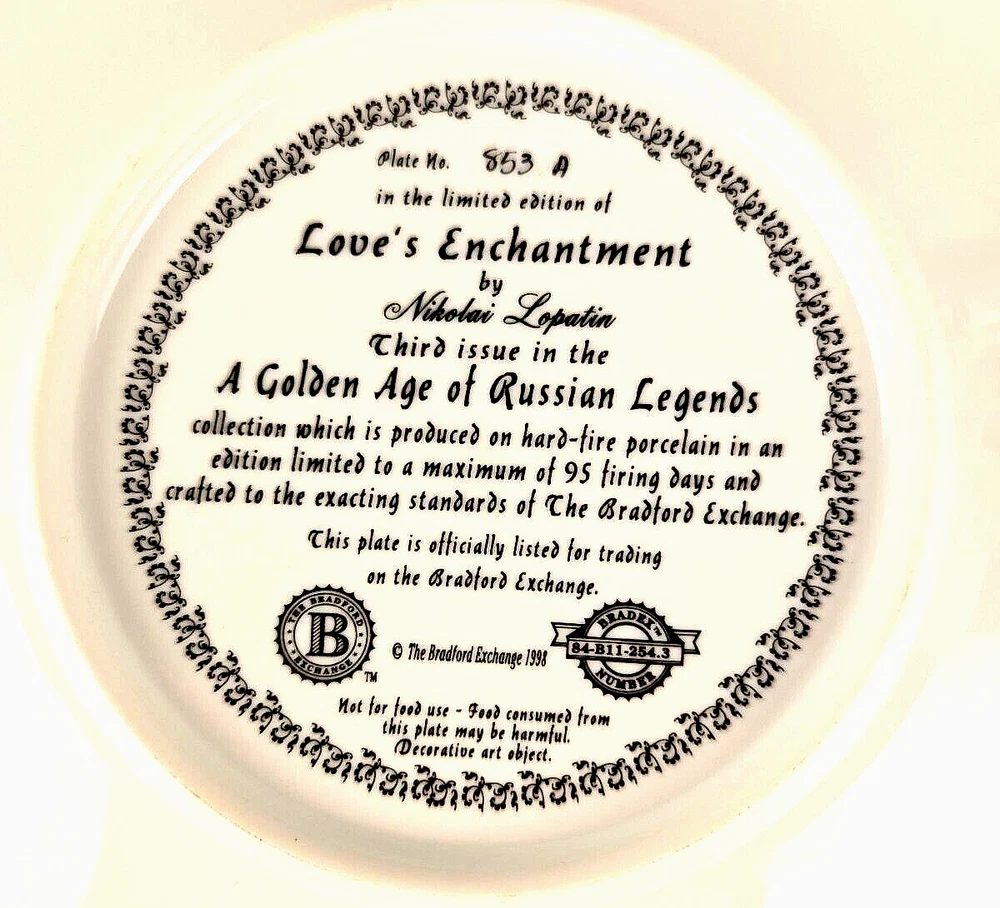 Plate No. 853 A
in the limited edition of
Love's Enchantment
by
Nikolai Lopatin
Third issue in the
A Golden Age of Russian Legends
collection which is produced on hard-fire porcelain in an
edition limited to a maximum of 95 firing days and
crafted to the exacting standards of The Bradford Exchange.
This plate is officially listed for trading
on the Bradford Exchange.
THE BRADFORD
B
EXCHANGE
TM
© The Bradford Exchange 1998
BRADEX™
84-B11-254.3
NUMBER
Not for food use - Food consumed from
this plate may be harmful.
Decorative art object.